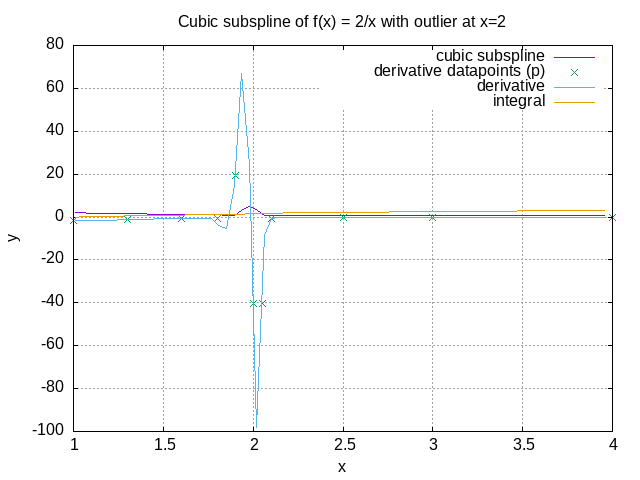 Cubic subspline of f(x) = 2/x with outlier at x=2
cubic subspline
derivative datapoints (p)
derivative
integral
80
60
40
20
0
-20
-40
-60
-80
-100
y
1 1.5 2 2.5 3 3.5 4
x